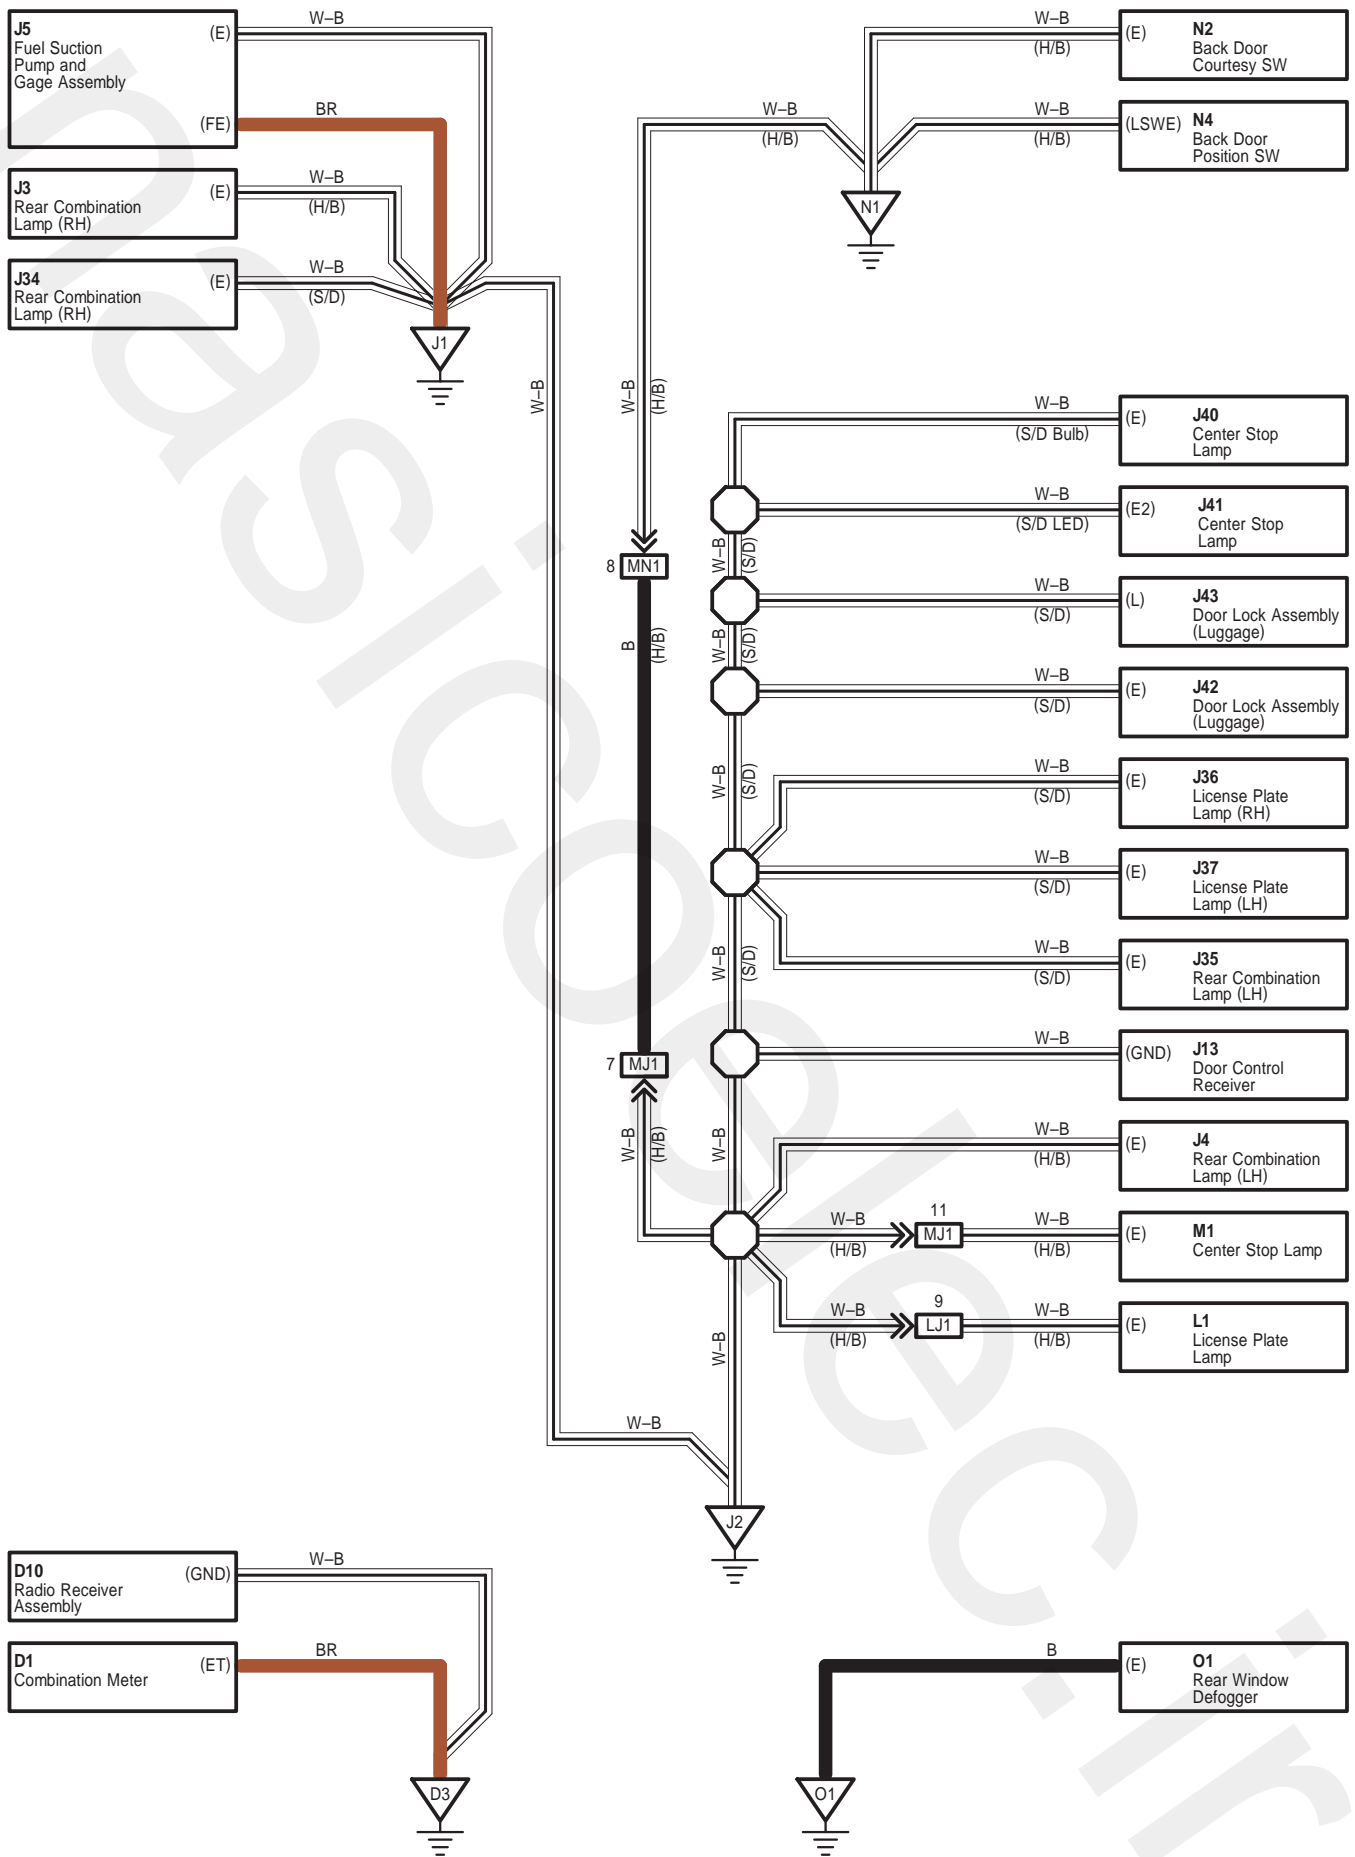 J5
Fuel Suction
Pump and
Gage Assembly
(E)
W–B
(FE)
BR
J3
Rear Combination
Lamp (RH)
(E)
W–B
(H/B)
J34
Rear Combination
Lamp (RH)
(E)
W–B
(S/D)
J1
W–B
W–B
(H/B)
W–B
(H/B)
W–B
(H/B)
(E)
N2
Back Door
Courtesy SW
W–B
(H/B)
(LSWE)
N4
Back Door
Position SW
N1
8
MN1
B
(H/B)
7
MJ1
W–B
(H/B)
W–B
(S/D Bulb)
(E)
J40
Center Stop
Lamp
W–B
(S/D LED)
(E2)
J41
Center Stop
Lamp
W–B
(S/D)
W–B
(S/D)
(L)
J43
Door Lock Assembly
(Luggage)
W–B
(S/D)
W–B
(S/D)
(E)
J42
Door Lock Assembly
(Luggage)
W–B
(S/D)
W–B
(S/D)
(E)
J36
License Plate
Lamp (RH)
W–B
(S/D)
(E)
J37
License Plate
Lamp (LH)
W–B
(S/D)
W–B
(S/D)
(E)
J35
Rear Combination
Lamp (LH)
W–B
(GND)
J13
Door Control
Receiver
W–B
W–B
(H/B)
(E)
J4
Rear Combination
Lamp (LH)
W–B
(H/B)
11
MJ1
W–B
(H/B)
(E)
M1
Center Stop Lamp
W–B
(H/B)
9
LJ1
W–B
(H/B)
(E)
L1
License Plate
Lamp
W–B
W–B
J2
D10
Radio Receiver
Assembly
(GND)
W–B
D1
Combination Meter
(ET)
BR
D3
B
(E)
O1
Rear Window
Defogger
O1
nasicoelec.ir